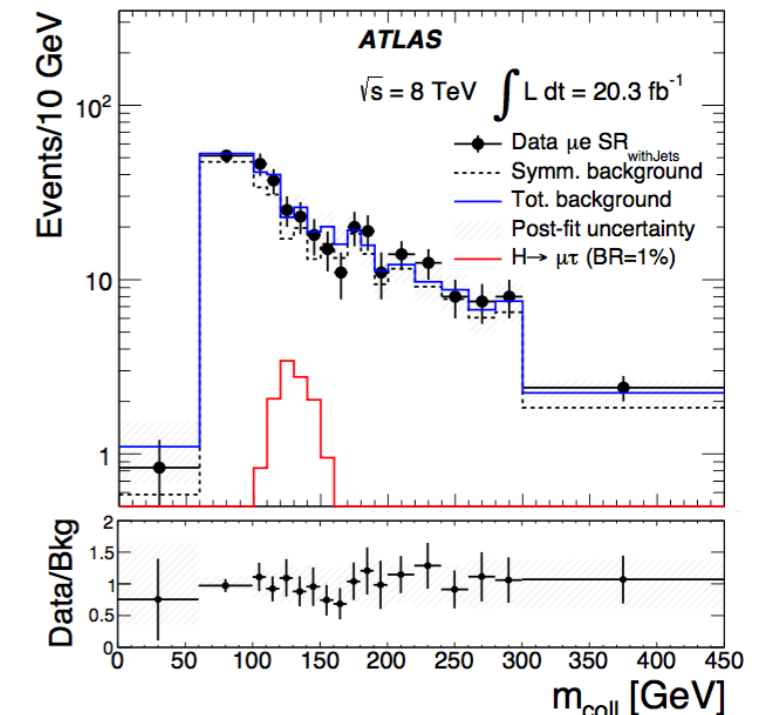 ATLAS
√s = 8 TeV ∫ L dt = 20.3 fb⁻¹
Data μe SR withJets
Symm. background
Tot. background
Post-fit uncertainty
H→ μτ (BR=1%)
Events/10 GeV
10²
10
1
Data/Bkg
2
1.5
1
0.5
0
0 50 100 150 200 250 300 350 400 450
m_coll [GeV]